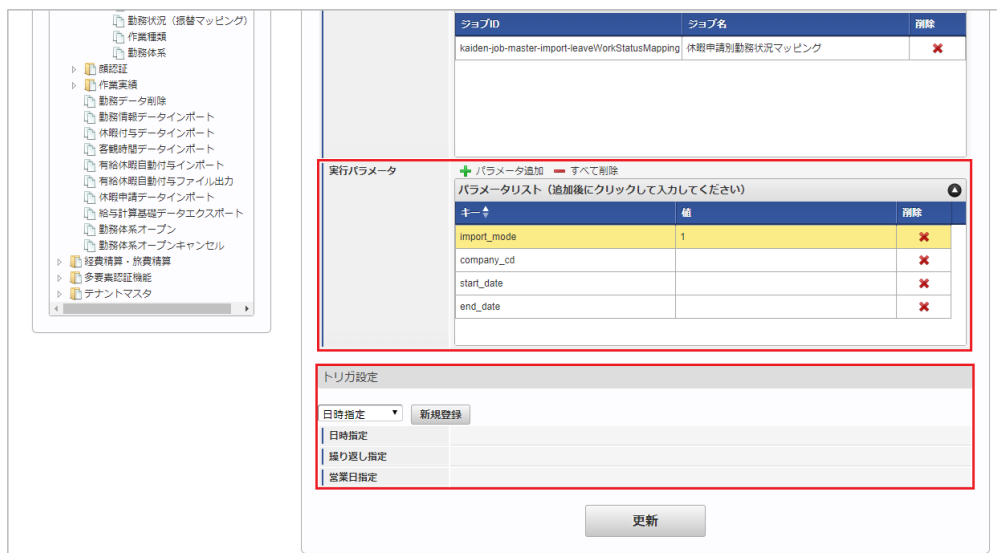 勤務状況（振替マッピング）
作業種類
勤務体系
顔認証
作業実績
勤務データ削除
勤務情報データインポート
休暇付与データインポート
客観時間データインポート
有給休暇自動付与インポート
有給休暇自動付与ファイル出力
休暇申請データインポート
給与計算基礎データエクスポート
勤務体系オープン
勤務体系オープンキャンセル
経費精算・旅費精算
多要素認証機能
テナントマスタ
ジョブID ジョブ名 削除
kaiden-job-master-import-leaveWorkStatusMapping 休暇申請別勤務状況マッピング
実行パラメータ
パラメータ追加 すべて削除
パラメータリスト（追加後にクリックして入力してください）
キー 値 削除
import_mode 1
company_cd
start_date
end_date
トリガ設定
日時指定 新規登録
日時指定
繰り返し指定
営業日指定
更新